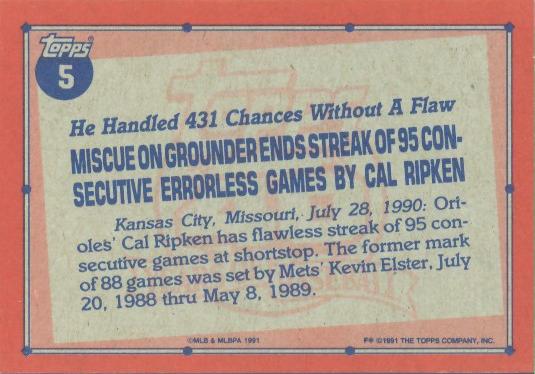 Topps
5
He Handled 431 Chances Without A Flaw
MISCUE ON GROUNDER ENDS STREAK OF 95 CON-
SECUTIVE ERRORLESS GAMES BY CAL RIPKEN
Kansas City, Missouri, July 28, 1990: Ori-
oles' Cal Ripken has flawless streak of 95 con-
secutive games at shortstop. The former mark
of 88 games was set by Mets' Kevin Elster, July
20, 1988 thru May 8, 1989.
©MLB & MLBPA 1991
F* ©1991 THE TOPPS COMPANY, INC.